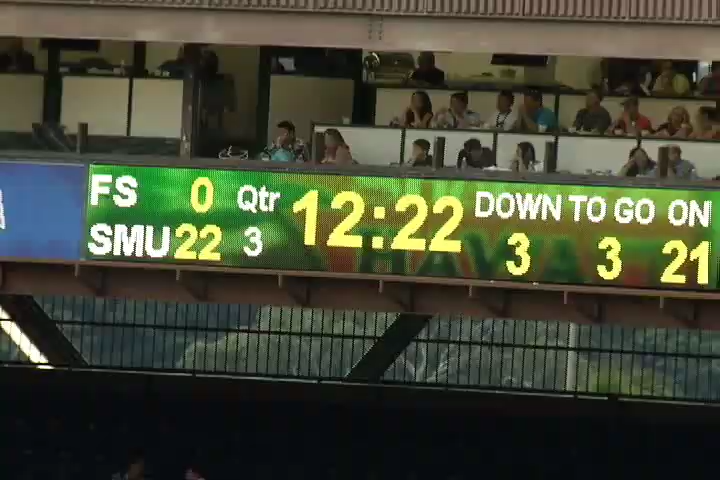 FS 0 Qtr 12:22 DOWN TO GO ON
SMU 22 3 3 3 21